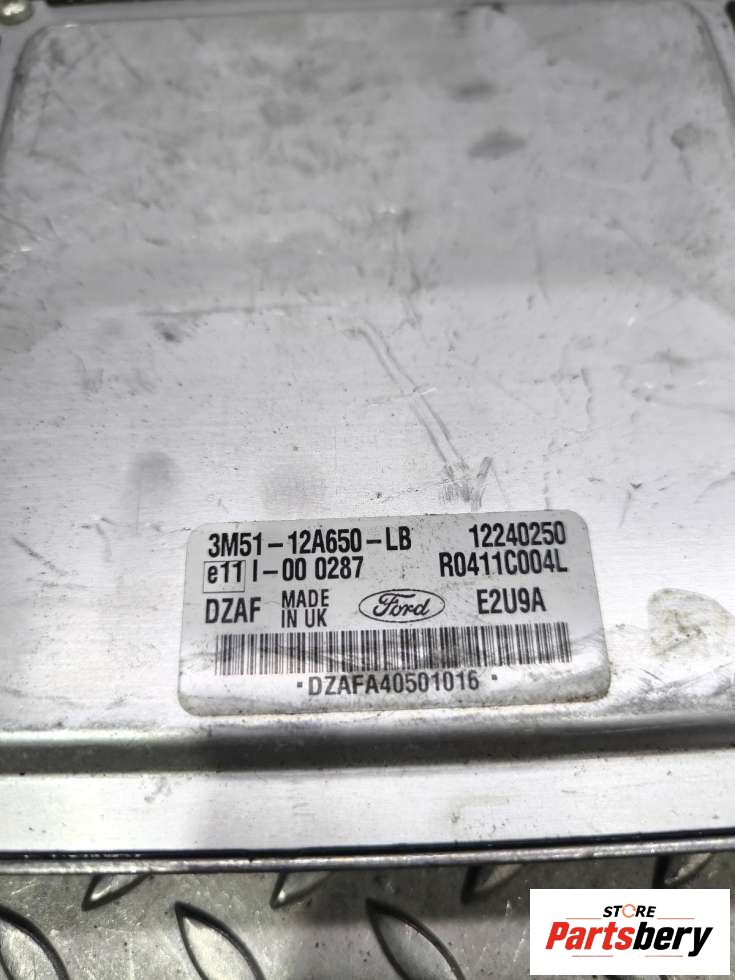 3M51-12A650-LB 12240250
e11 I-00 0287 R0411C004L
DZAF MADE IN UK Ford E2U9A
· DZAFA40501016 ·
STORE
Partsbery